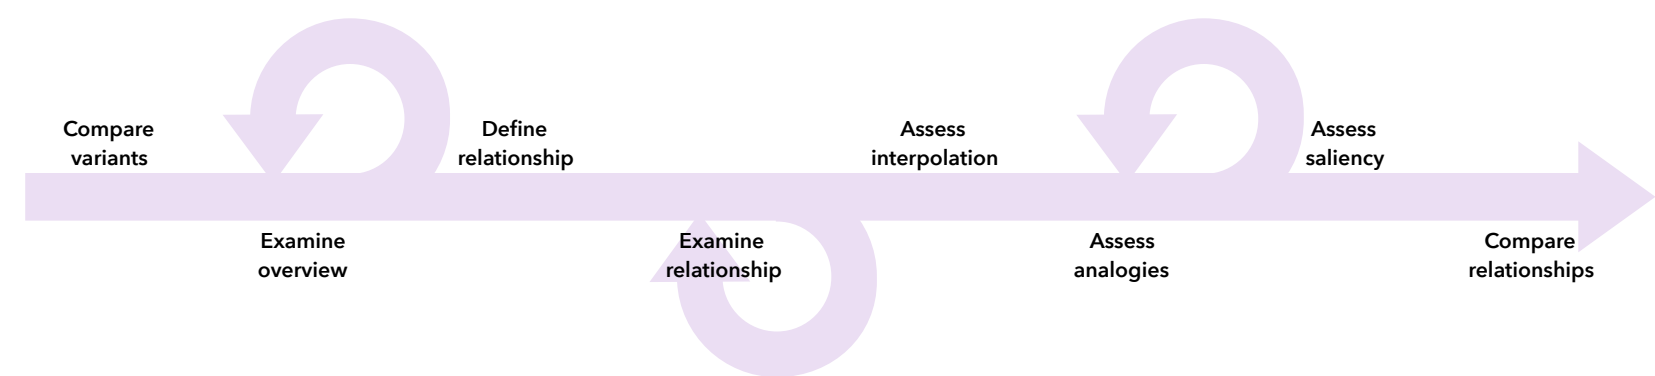 Compare
variants
Examine
overview
Define
relationship
Examine
relationship
Assess
interpolation
Assess
analogies
Assess
saliency
Compare
relationships